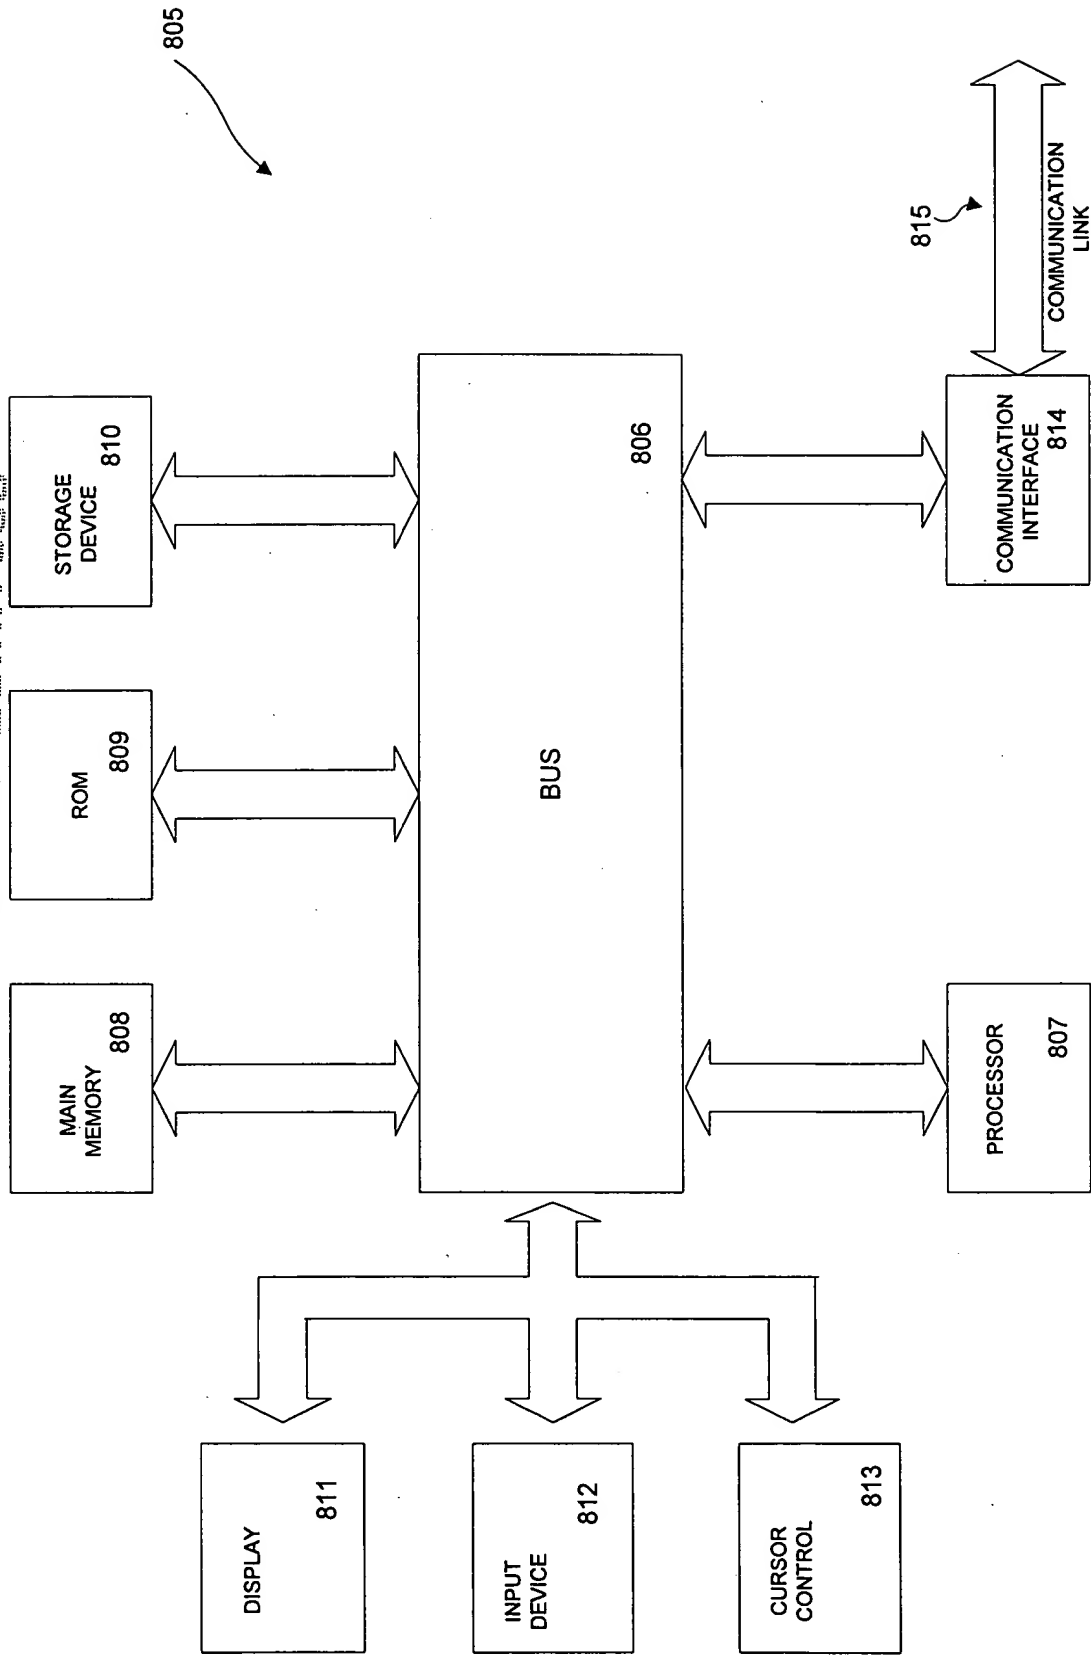 805
MAIN
MEMORY
808
ROM
809
STORAGE
DEVICE
810
DISPLAY
811
INPUT
DEVICE
812
CURSOR
CONTROL
813
BUS
806
815
COMMUNICATION
LINK
PROCESSOR
807
COMMUNICATION
INTERFACE
814